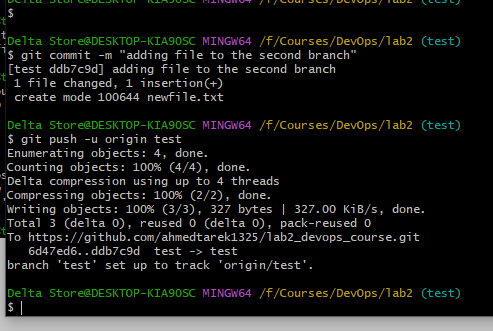 $
Delta Store@DESKTOP-KIA9OSC MINGW64 /f/Courses/DevOps/lab2 (test)
$ git commit -m "adding file to the second branch"
[test ddb7c9d] adding file to the second branch
 1 file changed, 1 insertion(+)
 create mode 100644 newfile.txt
Delta Store@DESKTOP-KIA9OSC MINGW64 /f/Courses/DevOps/lab2 (test)
$ git push -u origin test
Enumerating objects: 4, done.
Counting objects: 100% (4/4), done.
Delta compression using up to 4 threads
Compressing objects: 100% (2/2), done.
Writing objects: 100% (3/3), 327 bytes | 327.00 KiB/s, done.
Total 3 (delta 0), reused 0 (delta 0), pack-reused 0
To https://github.com/ahmedtarek1325/lab2_devops_course.git
   6d47ed6..ddb7c9d  test -> test
branch 'test' set up to track 'origin/test'.
Delta Store@DESKTOP-KIA9OSC MINGW64 /f/Courses/DevOps/lab2 (test)
$